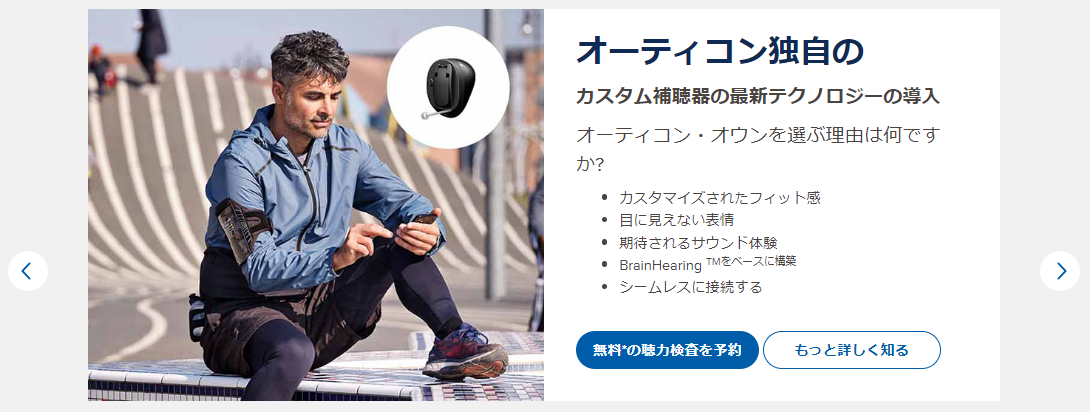 オーティコン独自の
カスタム補聴器の最新テクノロジーの導入
オーティコン・オウンを選ぶ理由は何です
か?
• カスタマイズされたフィット感
• 目に見えない表情
• 期待されるサウンド体験
• BrainHearing TMをベースに構築
• シームレスに接続する
無料*の聴力検査を予約
もっと詳しく知る